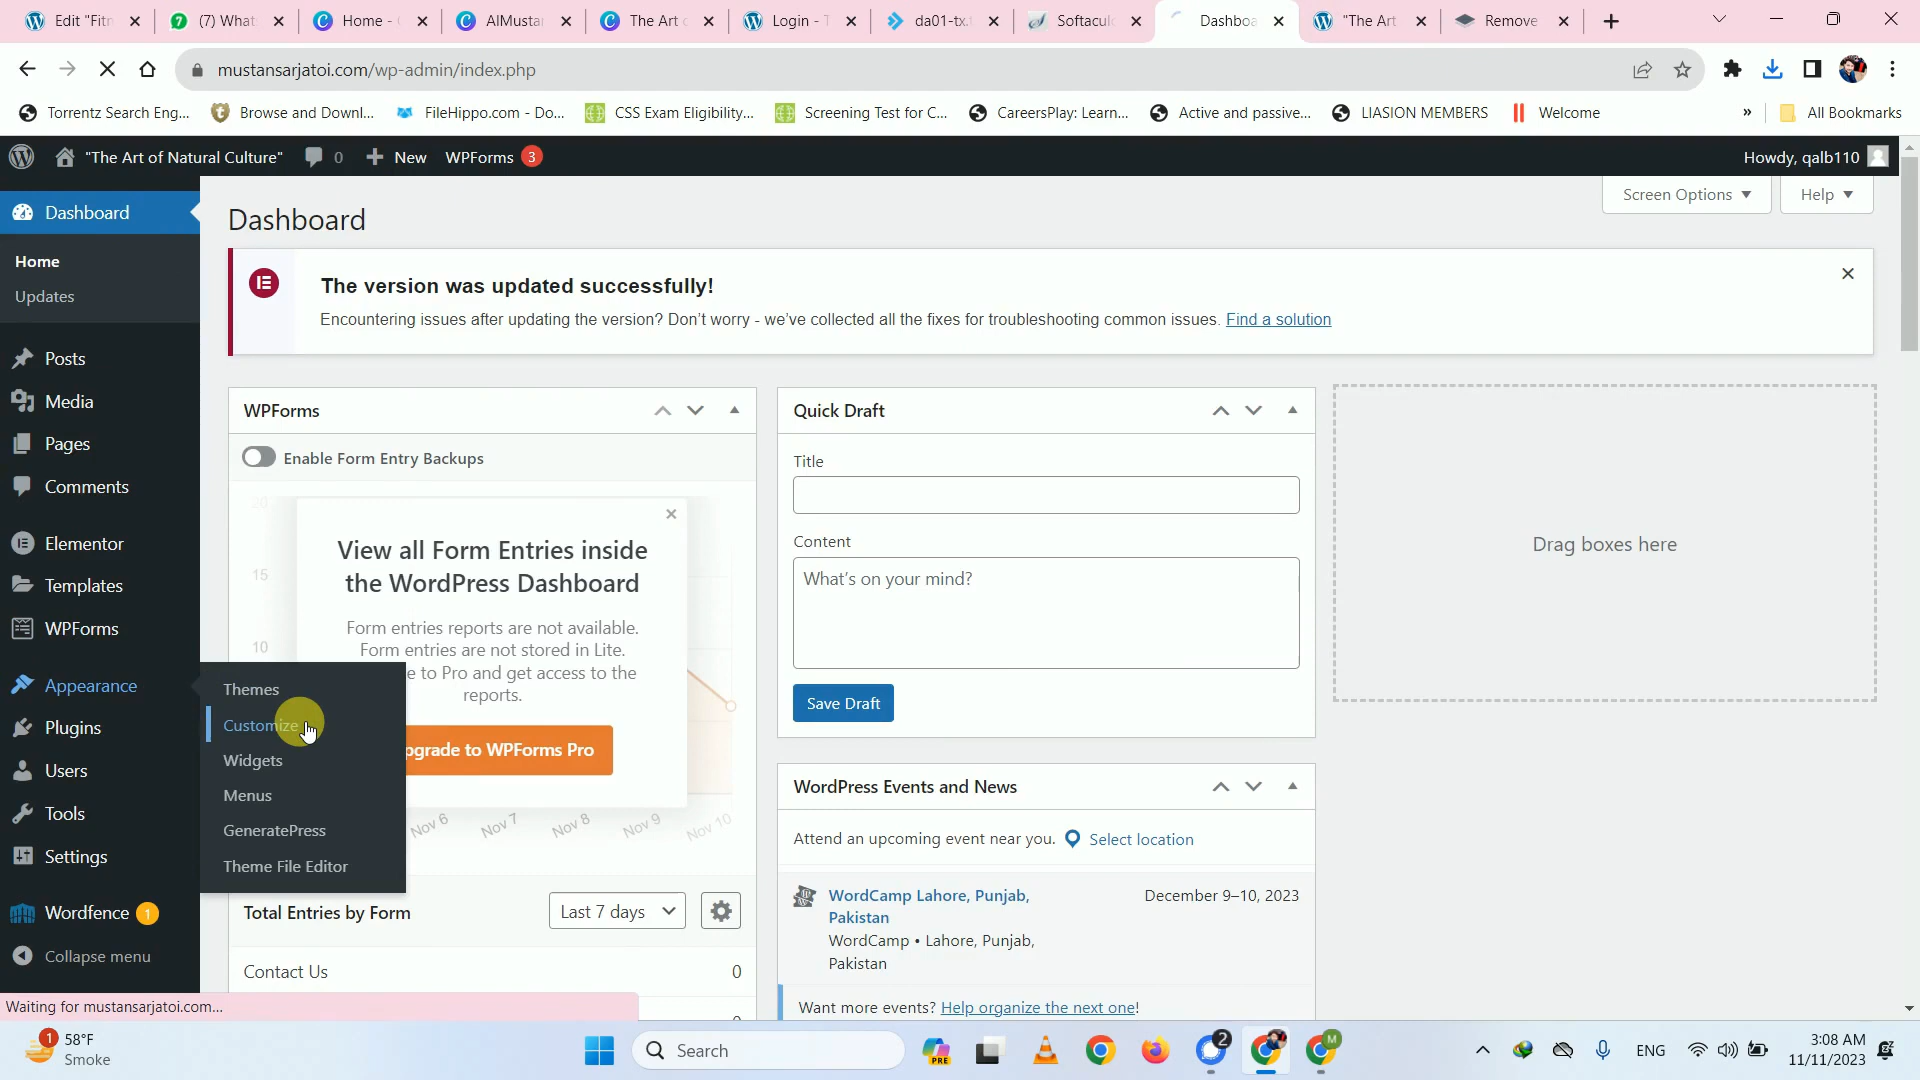 Edit "Fitn
(7) What
Home -
AlMusta
The Art
Login -
da01-tx.
Softacul
Dashboa
"The Art
Remove
mustansarjatoi.com/wp-admin/index.php
Torrentz Search Eng...
Browse and Downl...
FileHippo.com - Do...
CSS Exam Eligibility...
Screening Test for C...
CareersPlay: Learn...
Active and passive...
LIASION MEMBERS
Welcome
»
All Bookmarks
"The Art of Natural Culture"
0
New
WPForms 3
Howdy, qalb110
Dashboard
Home
Updates
Posts
Media
Pages
Comments
Elementor
Templates
WPForms
Appearance
Plugins
Users
Tools
Settings
Wordfence 1
Collapse menu
Themes
Customize
Widgets
Menus
GeneratePress
Theme File Editor
Screen Options
Help
Dashboard
The version was updated successfully!
Encountering issues after updating the version? Don't worry - we've collected all the fixes for troubleshooting common issues. Find a solution
WPForms
Enable Form Entry Backups
20
15
10
View all Form Entries inside
the WordPress Dashboard
Form entries reports are not available.
Form entries are not stored in Lite.
e to Pro and get access to the
reports.
pgrade to WPForms Pro
Nov 6
Nov 7
Nov 8
Nov 9
Nov 10
Total Entries by Form
Last 7 days
Contact Us
0
Quick Draft
Title
Content
What's on your mind?
Save Draft
WordPress Events and News
Attend an upcoming event near you.
Select location
WordCamp Lahore, Punjab,
Pakistan
December 9–10, 2023
WordCamp • Lahore, Punjab,
Pakistan
Want more events? Help organize the next one!
Drag boxes here
Waiting for mustansarjatoi.com...
1
58°F
Smoke
Search
PRE
2
M
ENG
3:08 AM
11/11/2023